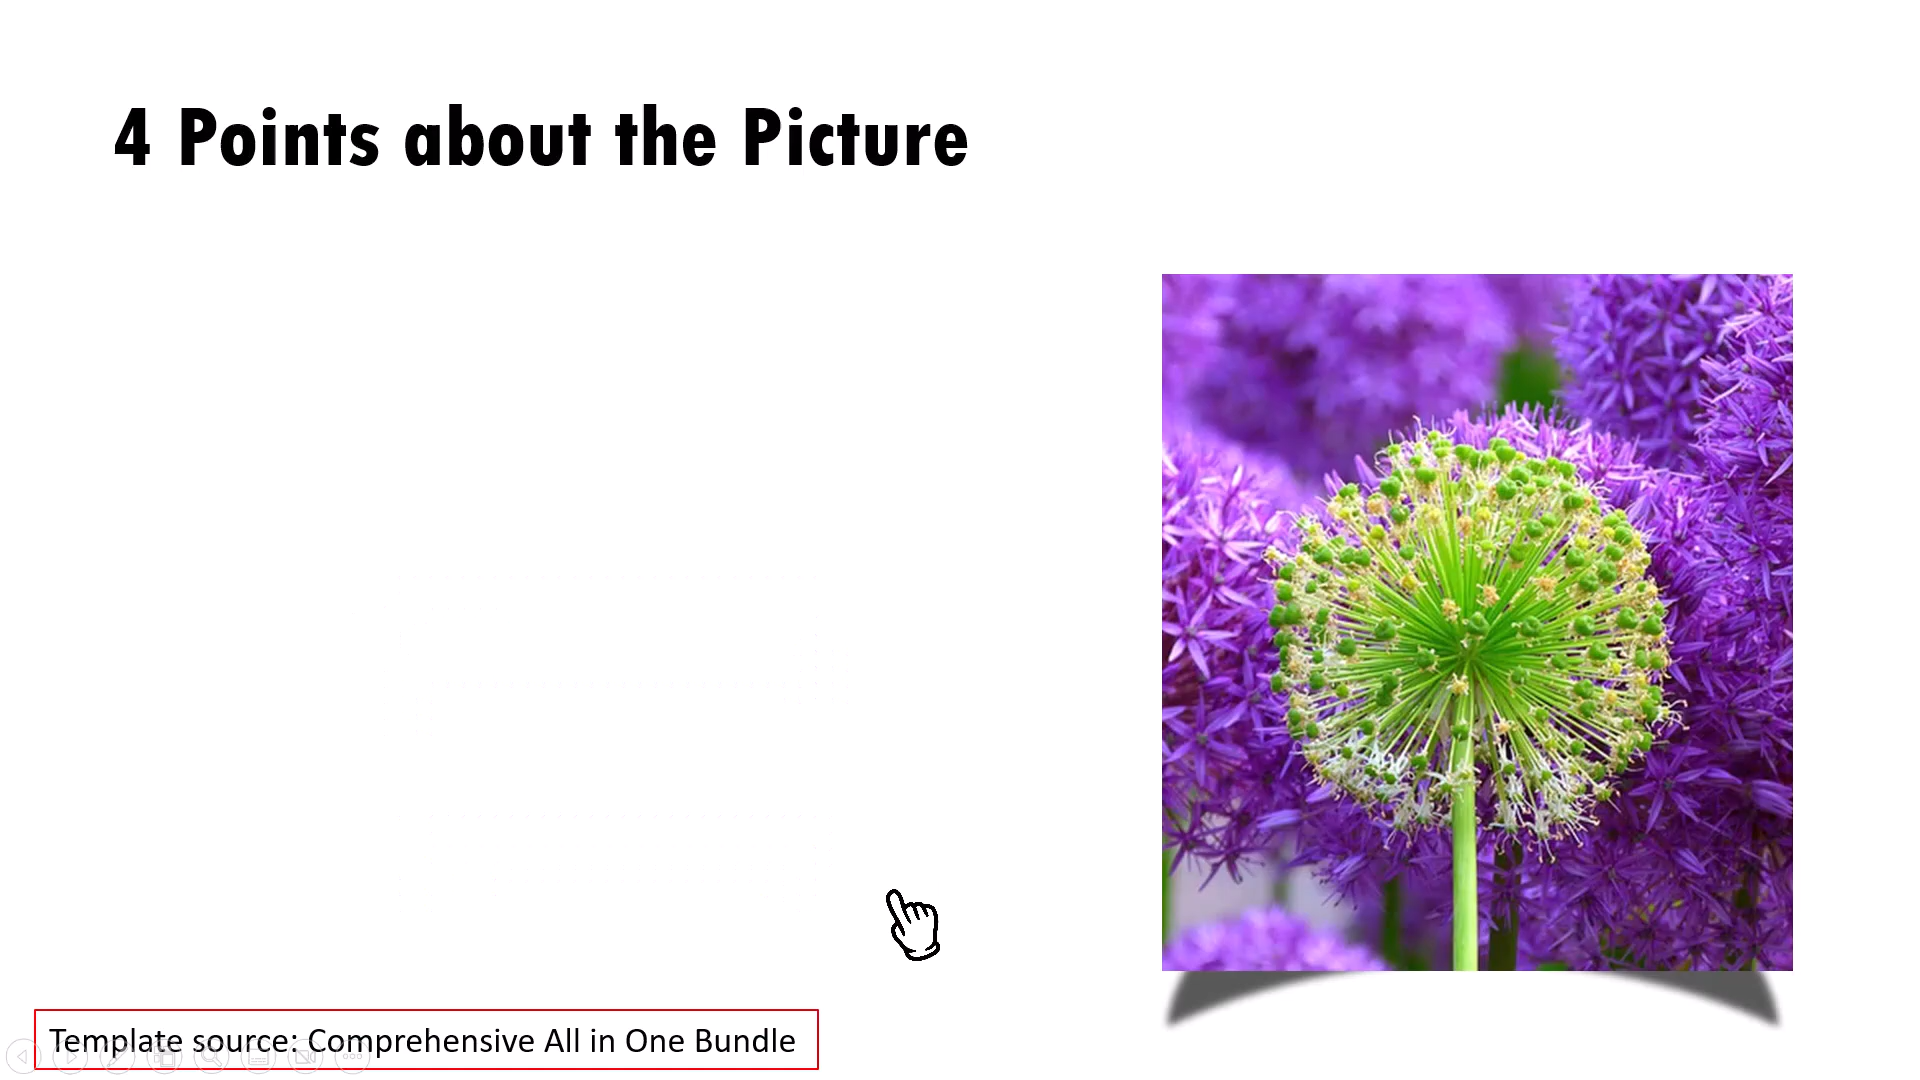 4 Points about the Picture
Template source: Comprehensive All in One Bundle